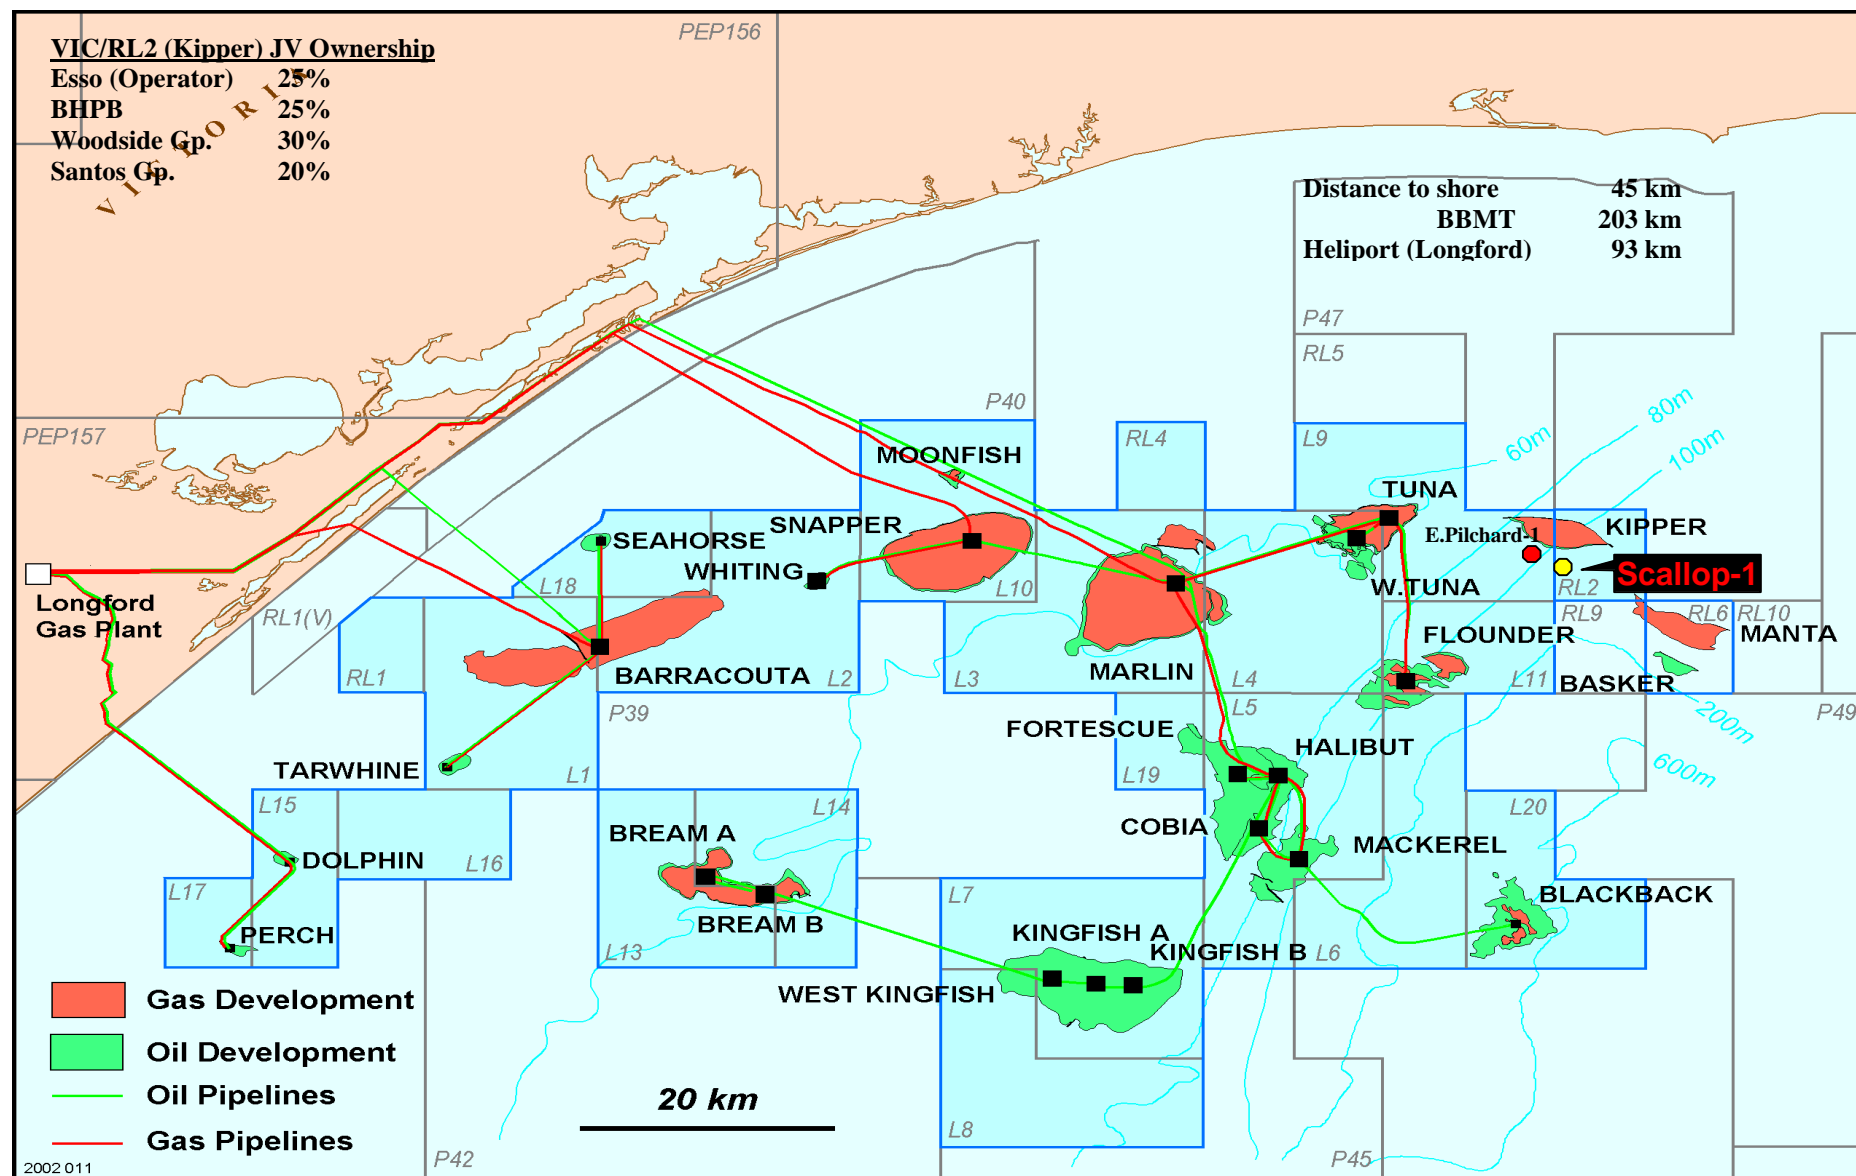 PEP156
VIC/RL2 (Kipper) JV Ownership
Esso (Operator) 25%
BHPB 25%
Woodside Gp. 30%
Santos Gp. 20%
VICTORIA
Distance to shore 45 km
BBMT 203 km
Heliport (Longford) 93 km
P47
RL5
P40
80m
PEP157
RL4
L9
60m
100m
MOONFISH
TUNA
SNAPPER
E.Pilchard-1
KIPPER
SEAHORSE
WHITING
L18
L10
W.TUNA
RL2
Scallop-1
Longford
Gas Plant
RL1(V)
RL9
RL6
RL10
FLOUNDER
MANTA
RL1
BARRACOUTA
L2
L3
MARLIN
L4
L11
BASKER
P39
L5
200m
P49
FORTESCUE
HALIBUT
600m
TARWHINE
L1
L19
L15
L14
L20
BREAM A
COBIA
MACKEREL
DOLPHIN
L16
L17
L7
BLACKBACK
PERCH
BREAM B
KINGFISH A
KINGFISH B
L13
L6
WEST KINGFISH
Gas Development
Oil Development
Oil Pipelines
20 km
Gas Pipelines
L8
P42
P45
2002 011